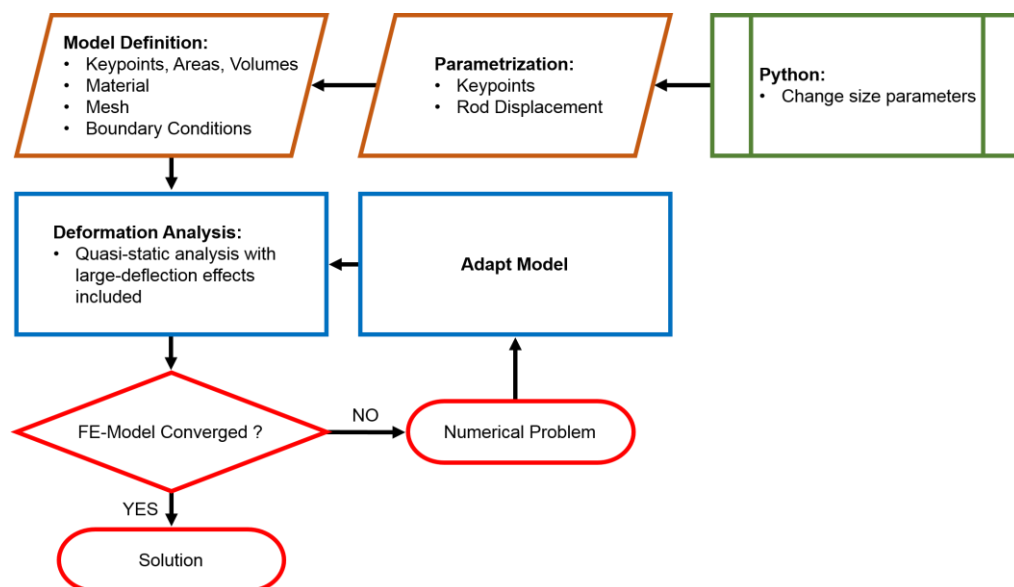 Model Definition:
• Keypoints, Areas, Volumes
• Material
• Mesh
• Boundary Conditions
Parametrization:
• Keypoints
• Rod Displacement
Python:
• Change size parameters
Deformation Analysis:
• Quasi-static analysis with
large-deflection effects
included
Adapt Model
FE-Model Converged ?
NO
Numerical Problem
YES
Solution